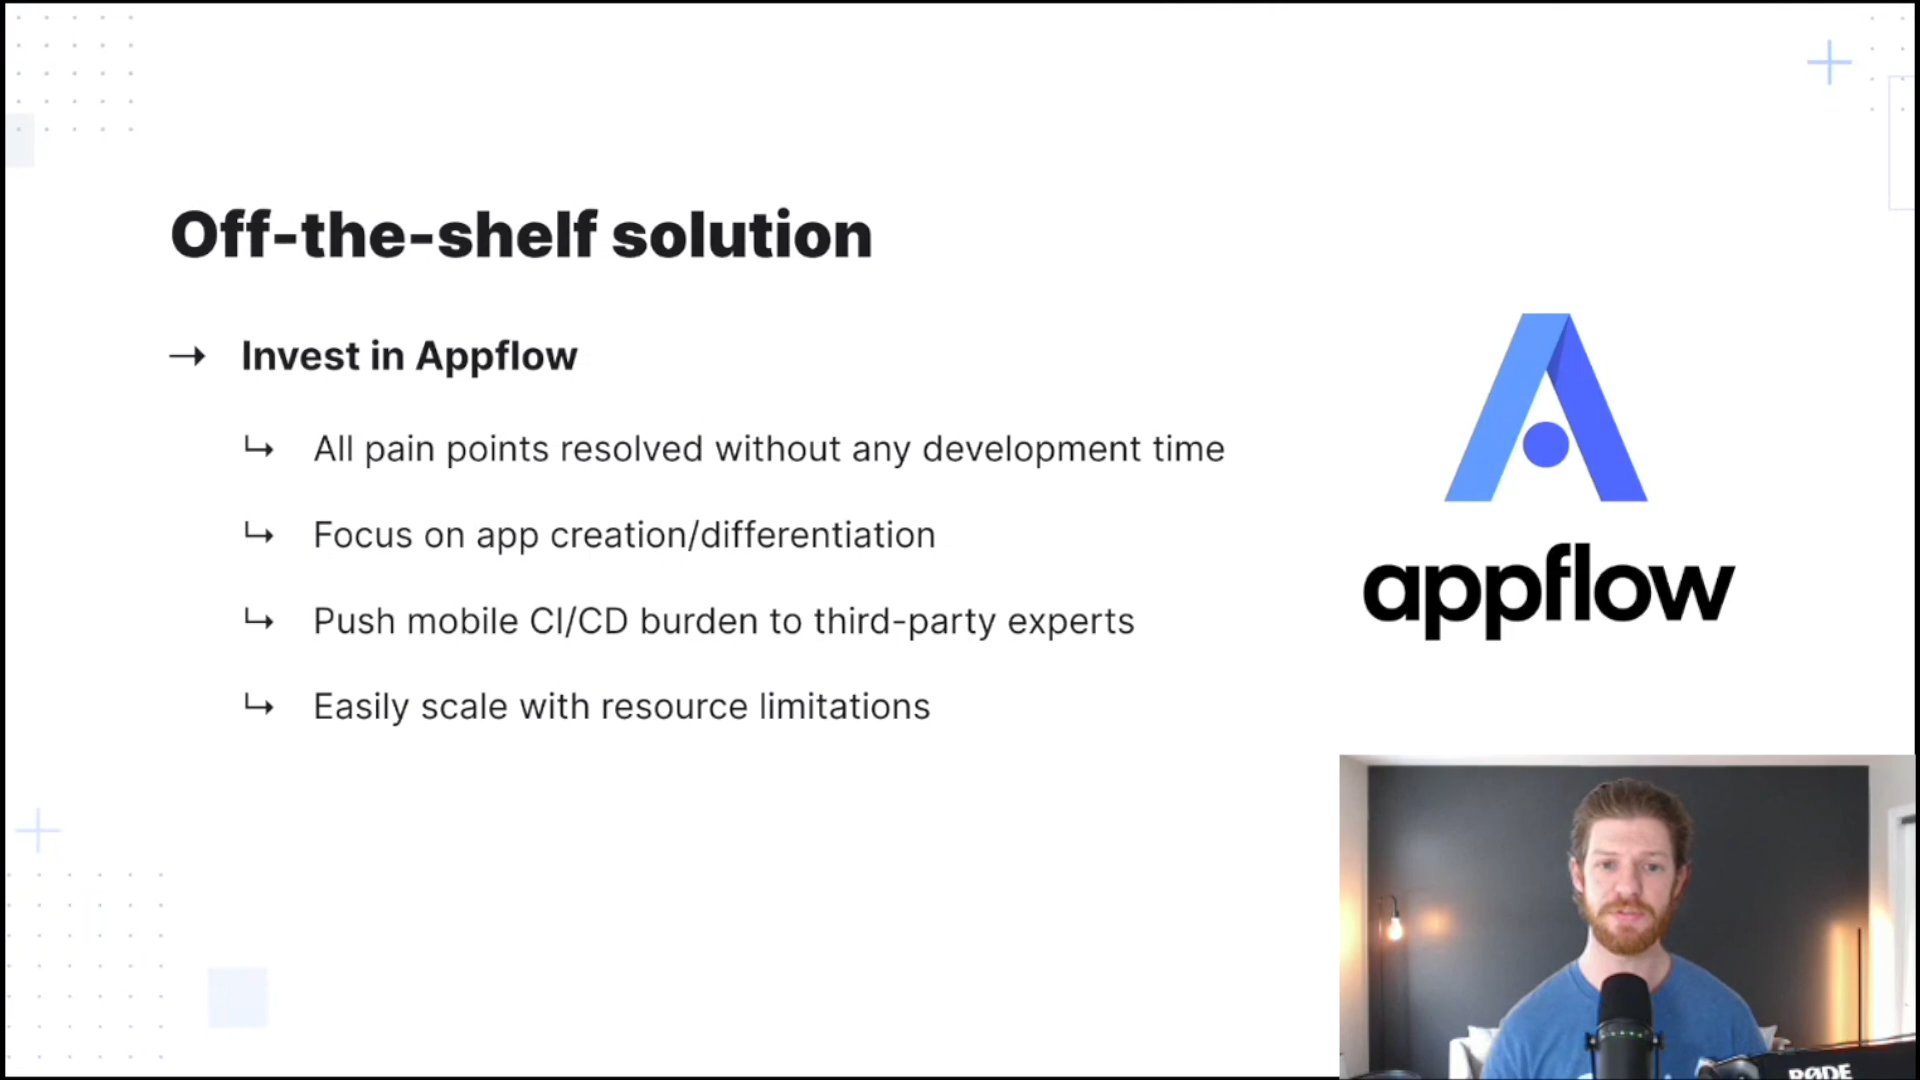 Off-the-shelf solution
→ Invest in Appflow
↳ All pain points resolved without any development time
↳ Focus on app creation/differentiation
↳ Push mobile CI/CD burden to third-party experts
↳ Easily scale with resource limitations
appflow
RØDE